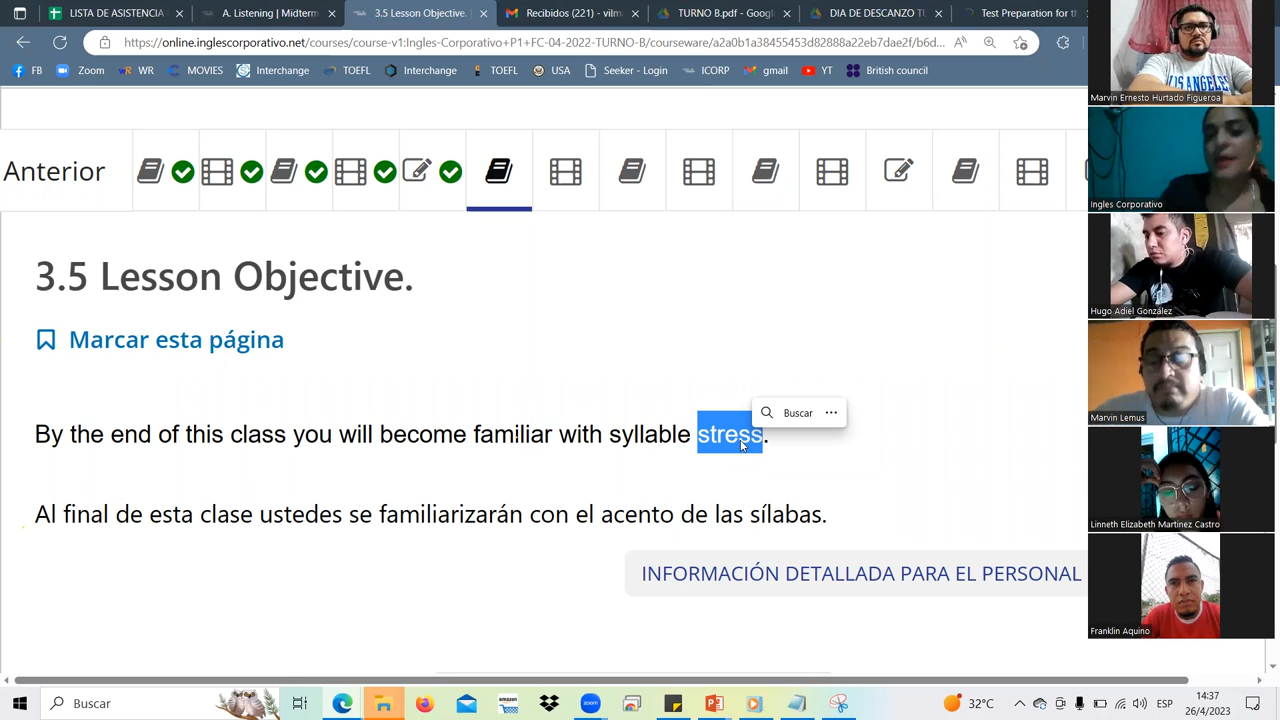 LISTA DE ASISTENCIA
A. Listening | Midterm
3.5 Lesson Objective.
Recibidos (221) - vilm
TURNO B.pdf - Google
DIA DE DESCANZO T
Test Preparation for the
https://online.inglescorporativo.net/courses/course-v1:Ingles-Corporativo+P1+FC-04-2022-TURNO-B/courseware/a2a0b1a38455453d82888a22eb7dae2f/b6d...
FB
Zoom
WR
MOVIES
Interchange
TOEFL
Interchange
TOEFL
USA
Seeker - Login
ICORP
gmail
YT
British council
Anterior
3.5 Lesson Objective.
Marcar esta página
Buscar
By the end of this class you will become familiar with syllable stress.
Al final de esta clase ustedes se familiarizarán con el acento de las sílabas.
INFORMACIÓN DETALLADA PARA EL PERSONAL
LOS ANGELES
Marvin Ernesto Hurtado Figueroa
Ingles Corporativo
Hugo Adiel González
Marvin Lemus
Linneth Elizabeth Martinez Castro
Franklin Aquino
Buscar
amazon
zoom
32°C
ESP
14:37
26/4/2023